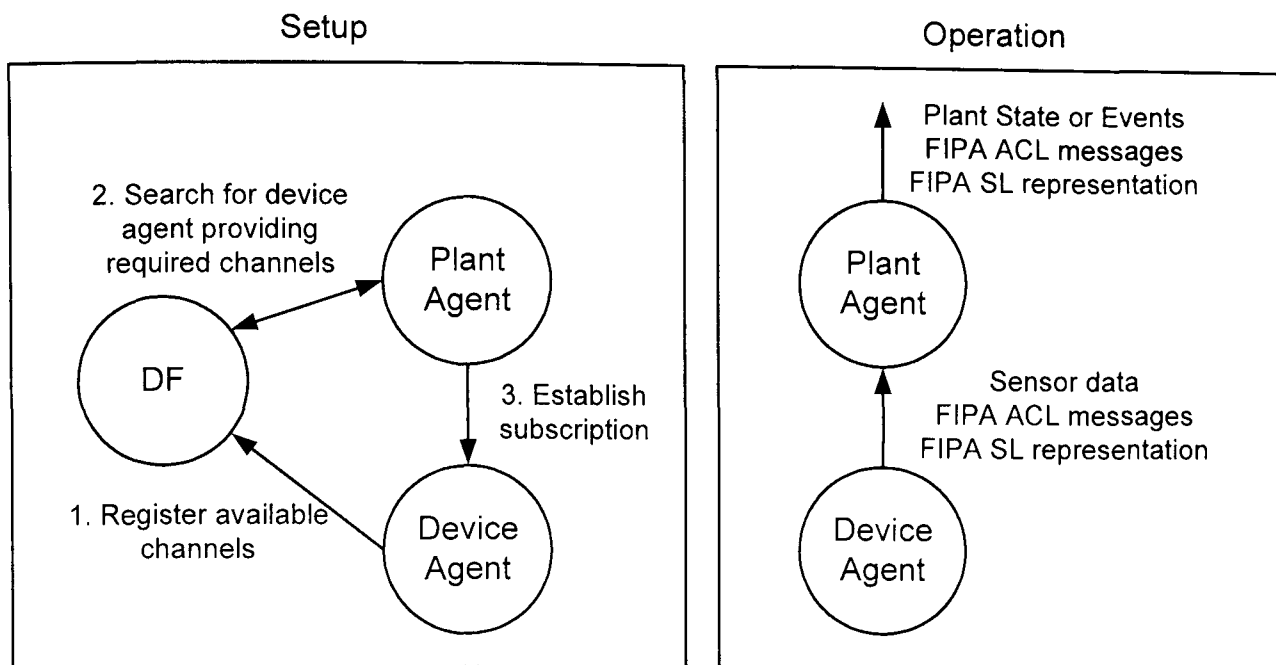 Setup
2. Search for device
agent providing
required channels
Plant
Agent
DF
3. Establish
subscription
1. Register available
channels
Device
Agent
Operation
Plant State or Events
FIPA ACL messages
FIPA SL representation
Plant
Agent
Sensor data
FIPA ACL messages
FIPA SL representation
Device
Agent